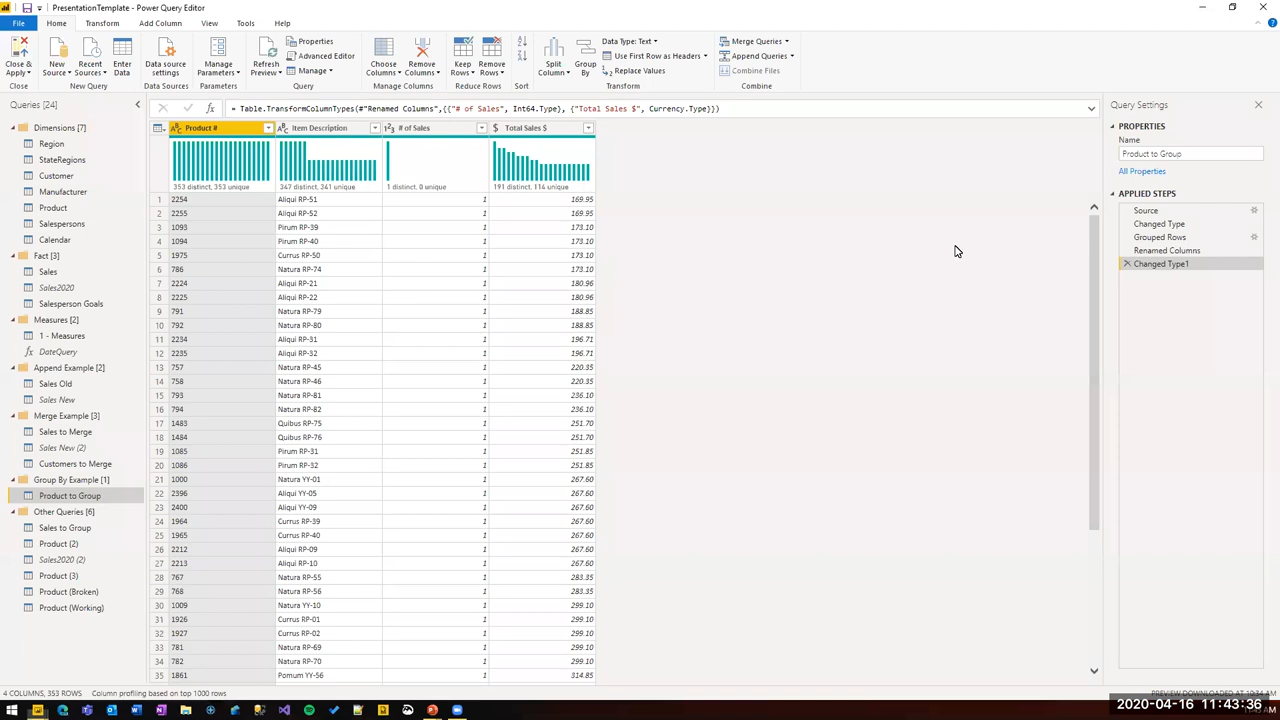 PresentationTemplate - Power Query Editor
File Home Transform Add Column View Tools Help
Close & Apply
New Source
Recent Sources
Enter Data
Data source settings
Manage Parameters
Refresh Preview
Properties
Advanced Editor
Manage
Choose Columns
Remove Columns
Keep Rows
Remove Rows
Split Column
Group By
Data Type: Text
Use First Row as Headers
Replace Values
Merge Queries
Append Queries
Combine Files
Close New Query Data Sources Parameters Query Manage Columns Reduce Rows Sort Transform Combine
Queries [24]
= Table.TransformColumnTypes(#"Renamed Columns",{{"# of Sales", Int64.Type}, {"Total Sales $", Currency.Type}})
Dimensions [7]
Region
StateRegions
Customer
Manufacturer
Product
Salespersons
Calendar
Fact [3]
Sales
Sales2020
Salesperson Goals
Measures [2]
1 - Measures
DateQuery
Append Example [2]
Sales Old
Sales New
Merge Example [3]
Sales to Merge
Sales New (2)
Customers to Merge
Group By Example [1]
Product to Group
Other Queries [6]
Sales to Group
Product (2)
Sales2020 (2)
Product (3)
Product (Broken)
Product (Working)
Product # Item Description # of Sales Total Sales $
353 distinct, 353 unique 347 distinct, 341 unique 1 distinct, 0 unique 191 distinct, 114 unique
1 2254 Aliqui RP-51 1 169.95
2 2255 Aliqui RP-52 1 169.95
3 1093 Pirum RP-39 1 173.10
4 1094 Pirum RP-40 1 173.10
5 1975 Currus RP-50 1 173.10
6 786 Natura RP-74 1 173.10
7 2224 Aliqui RP-21 1 180.96
8 2225 Aliqui RP-22 1 180.96
9 791 Natura RP-79 1 188.85
10 792 Natura RP-80 1 188.85
11 2234 Aliqui RP-31 1 196.71
12 2235 Aliqui RP-32 1 196.71
13 757 Natura RP-45 1 220.35
14 758 Natura RP-46 1 220.35
15 793 Natura RP-81 1 236.10
16 794 Natura RP-82 1 236.10
17 1483 Quibus RP-75 1 251.70
18 1484 Quibus RP-76 1 251.70
19 1085 Pirum RP-31 1 251.85
20 1086 Pirum RP-32 1 251.85
21 1000 Natura YY-01 1 267.60
22 2396 Aliqui YY-05 1 267.60
23 2400 Aliqui YY-09 1 267.60
24 1964 Currus RP-39 1 267.60
25 1965 Currus RP-40 1 267.60
26 2212 Aliqui RP-09 1 267.60
27 2213 Aliqui RP-10 1 267.60
28 767 Natura RP-55 1 283.35
29 768 Natura RP-56 1 283.35
30 1009 Natura YY-10 1 299.10
31 1926 Currus RP-01 1 299.10
32 1927 Currus RP-02 1 299.10
33 781 Natura RP-69 1 299.10
34 782 Natura RP-70 1 299.10
35 1861 Pomum YY-56 1 314.85
Query Settings
PROPERTIES
Name
Product to Group
All Properties
APPLIED STEPS
Source
Changed Type
Grouped Rows
Renamed Columns
Changed Type1
4 COLUMNS, 353 ROWS Column profiling based on top 1000 rows
PREVIEW DOWNLOADED AT 10:34 AM
2020-04-16 11:43:36